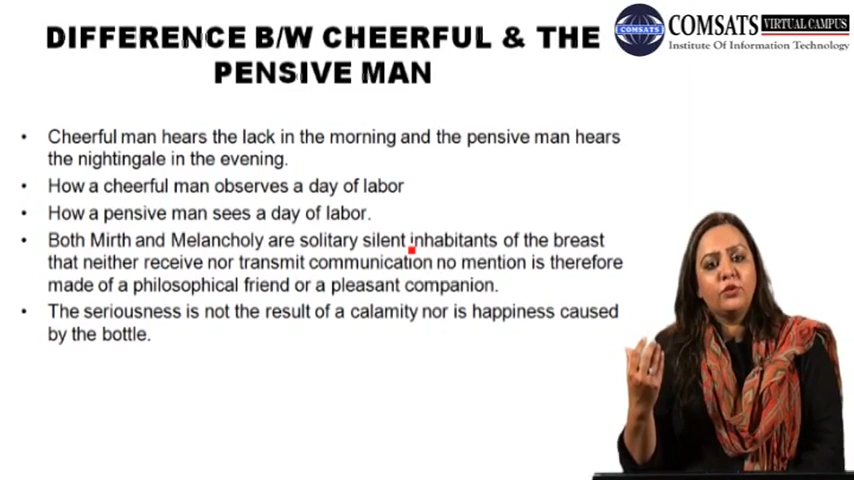 DIFFERENCE B/W CHEERFUL & THE
PENSIVE MAN
COMSATS
COMSATS VIRTUAL CAMPUS
Institute Of Information Technology
• Cheerful man hears the lack in the morning and the pensive man hears
the nightingale in the evening.
• How a cheerful man observes a day of labor
• How a pensive man sees a day of labor.
• Both Mirth and Melancholy are solitary silent inhabitants of the breast
that neither receive nor transmit communication no mention is therefore
made of a philosophical friend or a pleasant companion.
• The seriousness is not the result of a calamity nor is happiness caused
by the bottle.